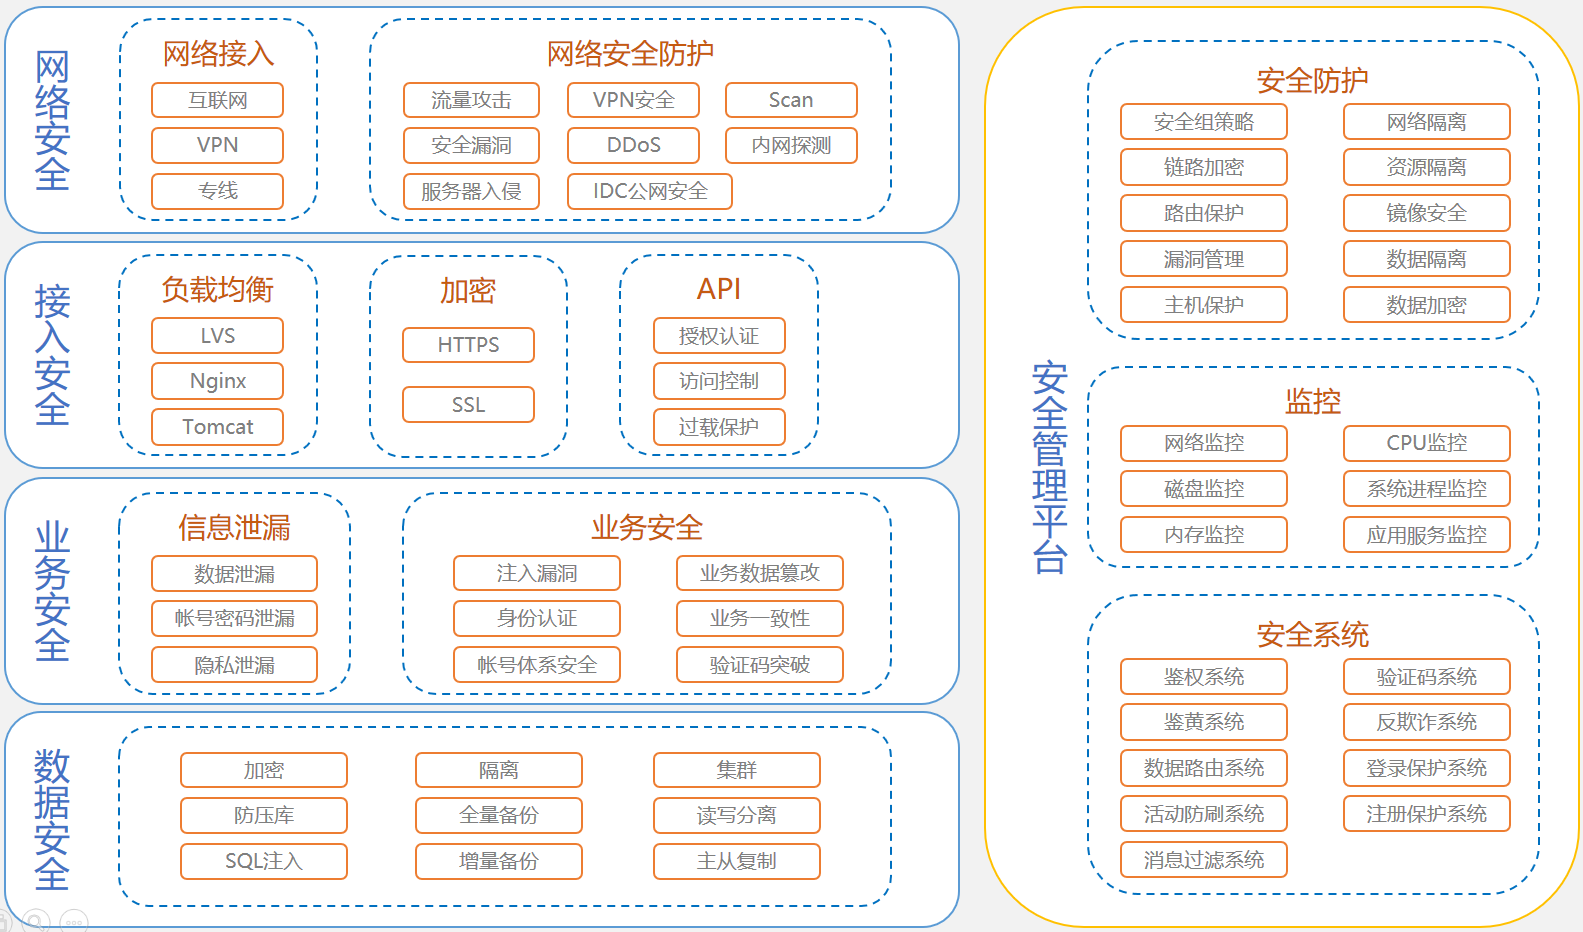 网络安全
网络接入
互联网
VPN
专线
网络安全防护
流量攻击
VPN安全
Scan
安全漏洞
DDoS
内网探测
服务器入侵
IDC公网安全
接入安全
负载均衡
LVS
Nginx
Tomcat
加密
HTTPS
SSL
API
授权认证
访问控制
过载保护
业务安全
信息泄漏
数据泄漏
帐号密码泄漏
隐私泄漏
业务安全
注入漏洞
业务数据篡改
身份认证
业务一致性
帐号体系安全
验证码突破
数据安全
加密
隔离
集群
防压库
全量备份
读写分离
SQL注入
增量备份
主从复制
安全管理平台
安全防护
安全组策略
网络隔离
链路加密
资源隔离
路由保护
镜像安全
漏洞管理
数据隔离
主机保护
数据加密
监控
网络监控
CPU监控
磁盘监控
系统进程监控
内存监控
应用服务监控
安全系统
鉴权系统
验证码系统
鉴黄系统
反欺诈系统
数据路由系统
登录保护系统
活动防刷系统
注册保护系统
消息过滤系统